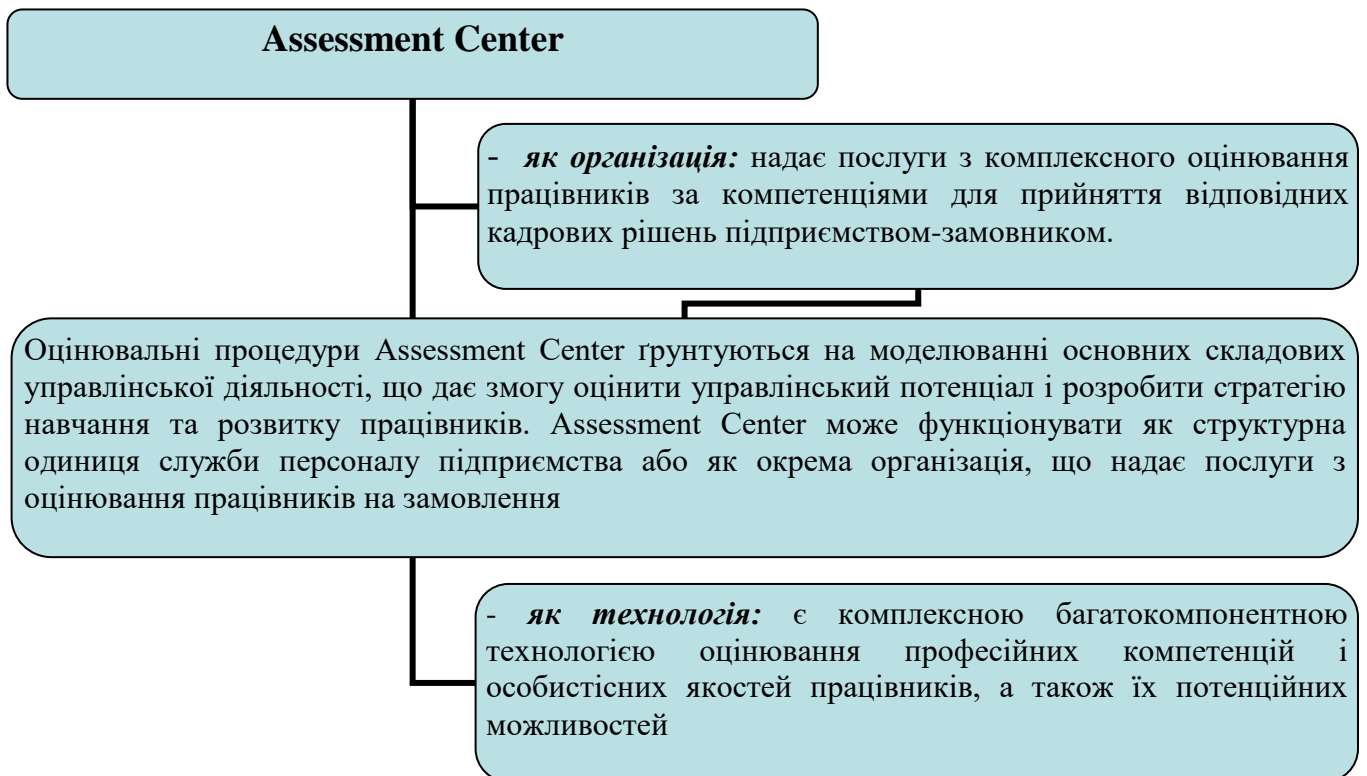 Assessment Center
- як організація: надає послуги з комплексного оцінювання
працівників за компетенціями для прийняття відповідних
кадрових рішень підприємством-замовником.
Оцінювальні процедури Assessment Center ґрунтуються на моделюванні основних складових
управлінської діяльності, що дає змогу оцінити управлінський потенціал і розробити стратегію
навчання та розвитку працівників. Assessment Center може функціонувати як структурна
одиниця служби персоналу підприємства або як окрема організація, що надає послуги з
оцінювання працівників на замовлення
- як технологія: є комплексною багатокомпонентною
технологією оцінювання професійних компетенцій і
особистісних якостей працівників, а також їх потенційних
можливостей